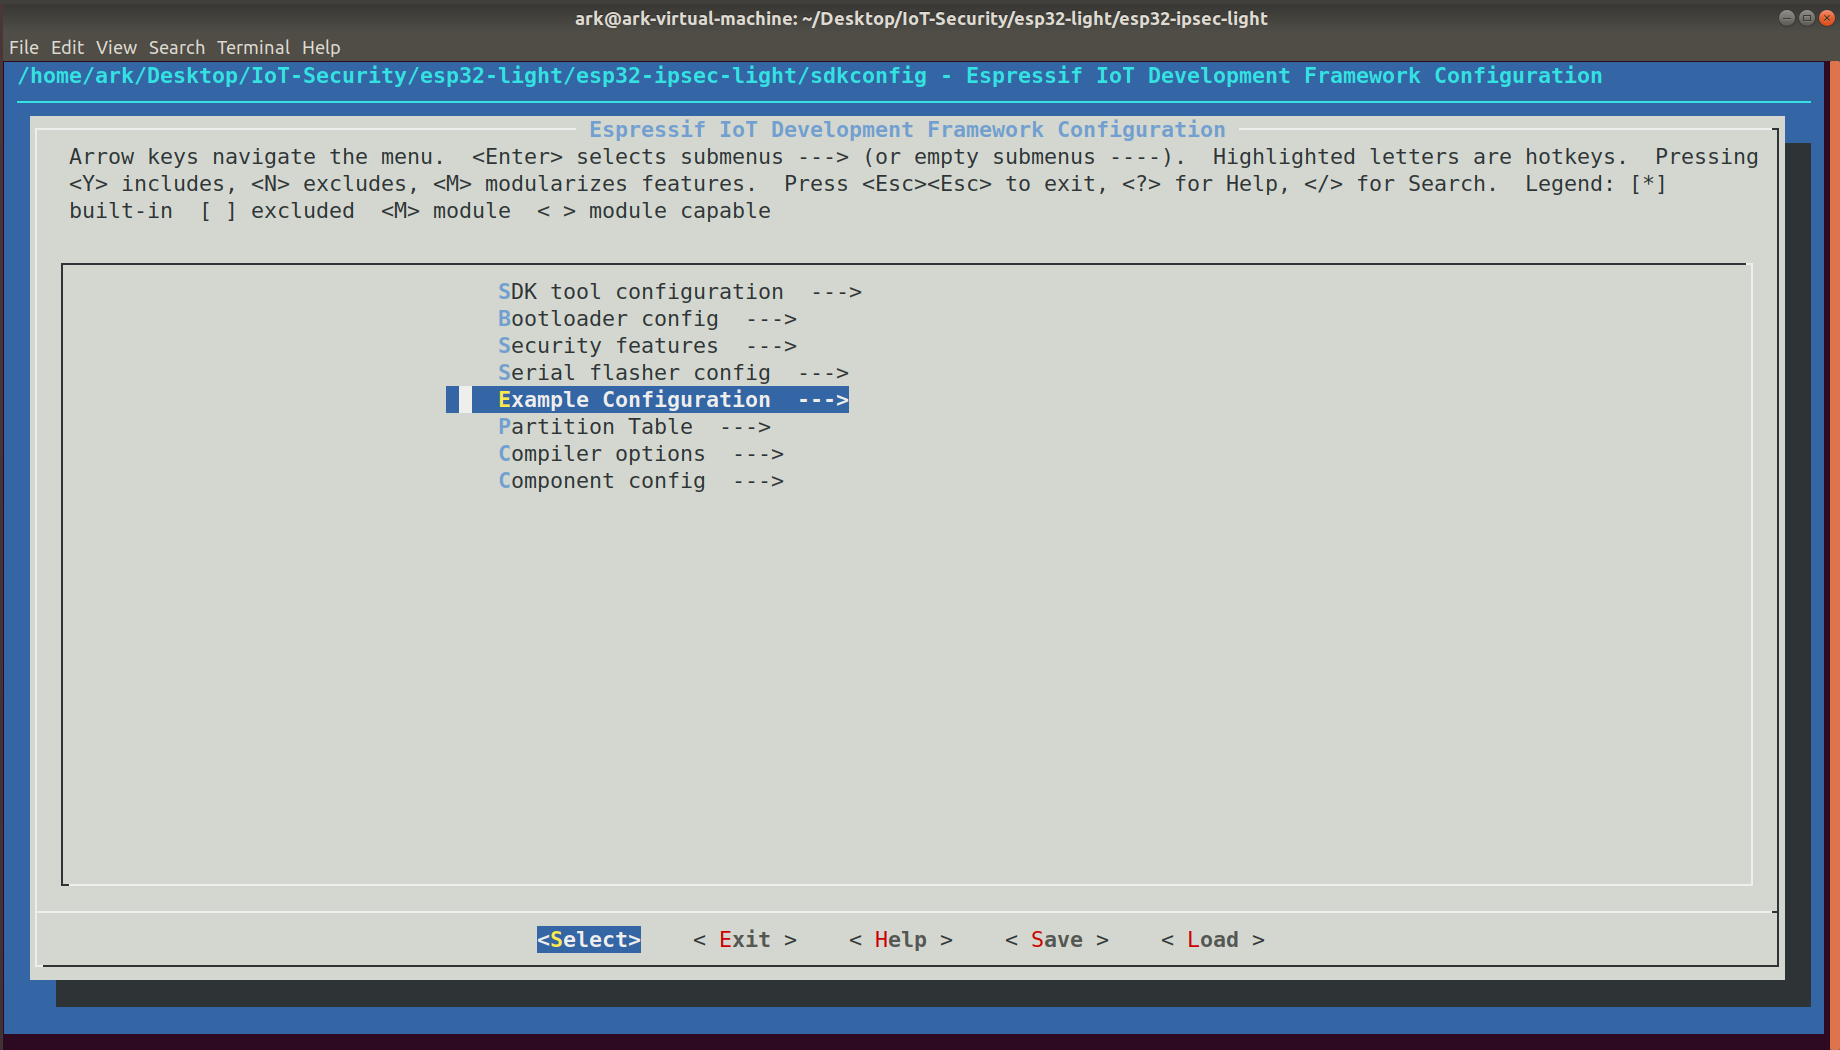 ark@ark-virtual-machine: ~/Desktop/IoT-Security/esp32-light/esp32-ipsec-light
File Edit View Search Terminal Help
/home/ark/Desktop/IoT-Security/esp32-light/esp32-ipsec-light/sdkconfig - Espressif IoT Development Framework Configuration
Espressif IoT Development Framework Configuration
Arrow keys navigate the menu.  <Enter> selects submenus ---> (or empty submenus ----).  Highlighted letters are hotkeys.  Pressing
<Y> includes, <N> excludes, <M> modularizes features.  Press <Esc><Esc> to exit, <?> for Help, </> for Search.  Legend: [*]
built-in  [ ] excluded  <M> module  < > module capable
SDK tool configuration  --->
Bootloader config  --->
Security features  --->
Serial flasher config  --->
Example Configuration  --->
Partition Table  --->
Compiler options  --->
Component config  --->
<Select>    < Exit >    < Help >    < Save >    < Load >